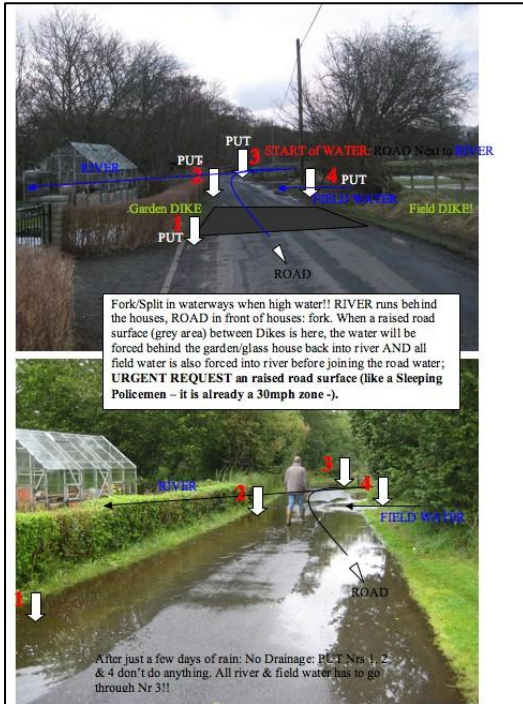 PUT
3
START of WATER: ROAD Next to RIVER
RIVER
PUT
2
4
PUT
FIELD WATER
Garden DIKE
Field DIKE!
1
PUT
ROAD
Fork/Split in waterways when high water!! RIVER runs behind
the houses, ROAD in front of houses: fork. When a raised road
surface (grey area) between Dikes is here, the water will be
forced behind the garden/glass house back into river AND all
field water is also forced into river before joining the road water;
URGENT REQUEST an raised road surface (like a Sleeping
Policemen – it is already a 30mph zone -).
3
RIVER
2
4
FIELD WATER
1
ROAD
After just a few days of rain: No Drainage: PUT Nrs 1, 2
& 4 don't do anything. All river & field water has to go
through Nr 3!!